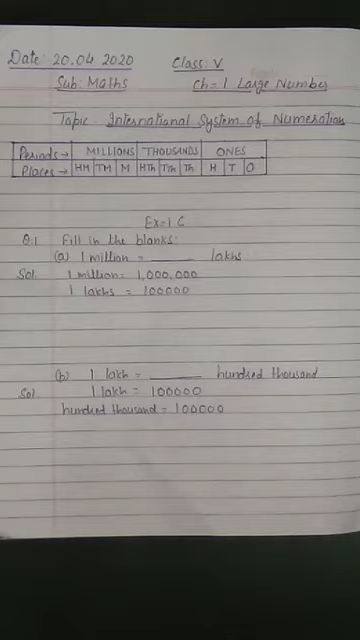 Date: 20.04 2020 Class: V
Sub: Maths Ch= 1 Large Number
Topic - International System of Numeration
Periods → MILLIONS THOUSANDS ONES
Places → HM TM M HTh TTh Th H T O
Ex= 1 C
Q.1 Fill in the blanks:
(a) 1 million = ______ lakhs
Sol. 1 million = 1,000,000
1 lakhs = 100000
(b) 1 lakh = ______ hundred thousand
Sol 1 lakh = 100000
hundred thousand = 100000